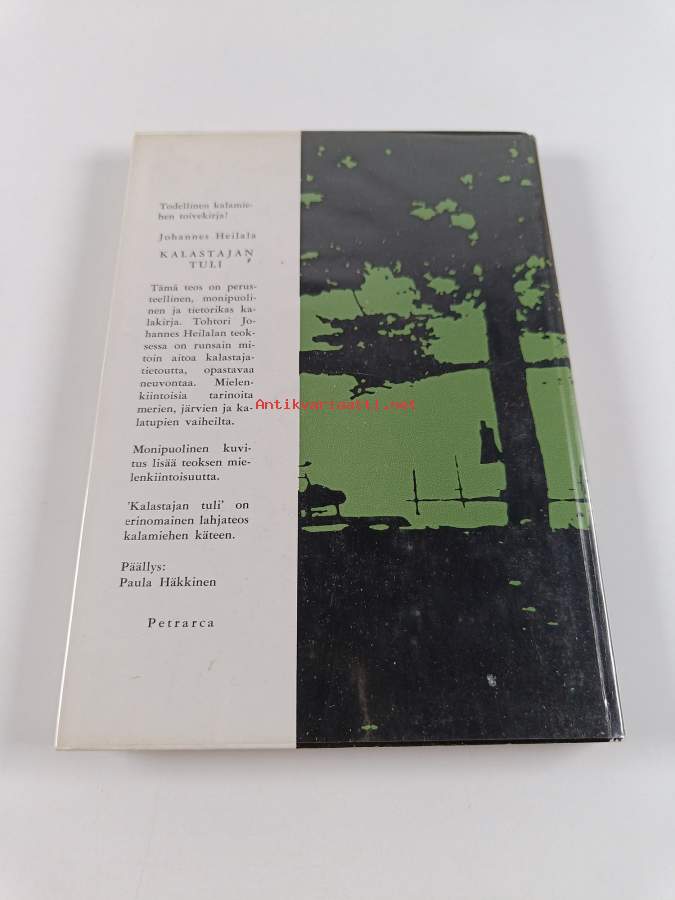 Todellinen kalamie-
hen toivekirja!
Johannes Heilala
KALASTAJAN
TULI
Tämä teos on perus-
teellinen, monipuoli-
nen ja tietorikas ka-
lakirja. Tohtori Jo-
hannes Heilalan teok-
sessa on runsain mi-
toin aitoa kalastaja-
tietoutta, opastavaa
neuvontaa. Mielen-
kiintoisia tarinoita
merien, järvien ja ka-
latupien vaiheilta.
Monipuolinen kuvi-
tus lisää teoksen mie-
lenkiintoisuutta.
'Kalastajan tuli' on
erinomainen lahjateos
kalamiehen käteen.
Päällys:
Paula Häkkinen
Petrarca
Antikvariaatti.net